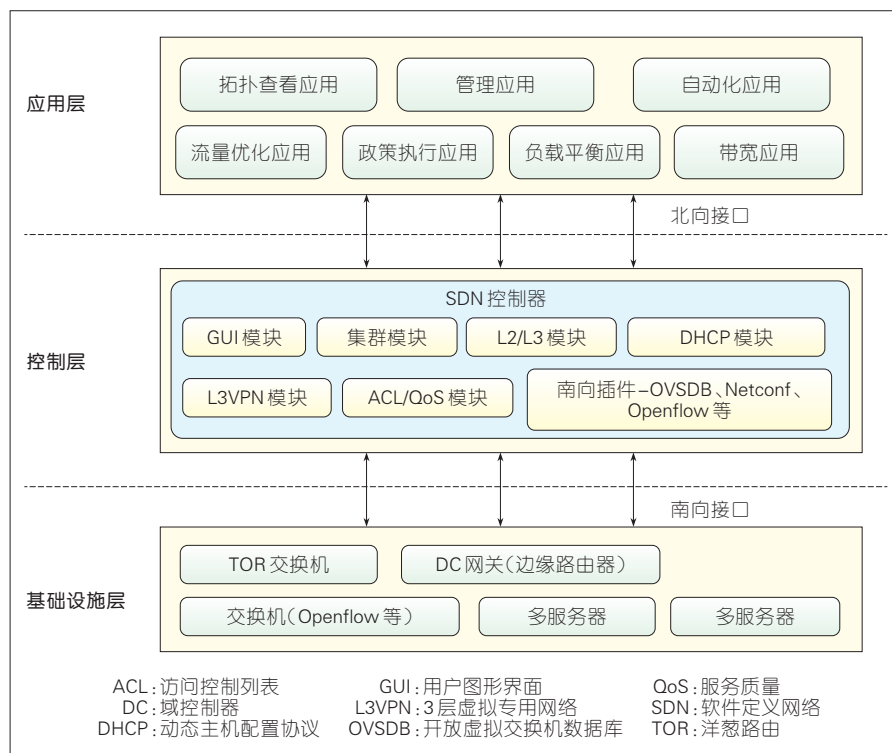 应用层
拓扑查看应用
管理应用
自动化应用
流量优化应用
政策执行应用
负载平衡应用
带宽应用
北向接口
控制层
SDN 控制器
GUI 模块
集群模块
L2/L3 模块
DHCP 模块
L3VPN 模块
ACL/QoS 模块
南向插件–OVSDB、Netconf、
Openflow 等
南向接口
基础设施层
TOR 交换机
DC 网关(边缘路由器)
交换机(Openflow 等)
多服务器
多服务器
ACL:访问控制列表 GUI:用户图形界面 QoS:服务质量
DC:域控制器 L3VPN:3 层虚拟专用网络 SDN:软件定义网络
DHCP:动态主机配置协议 OVSDB:开放虚拟交换机数据库 TOR:洋葱路由